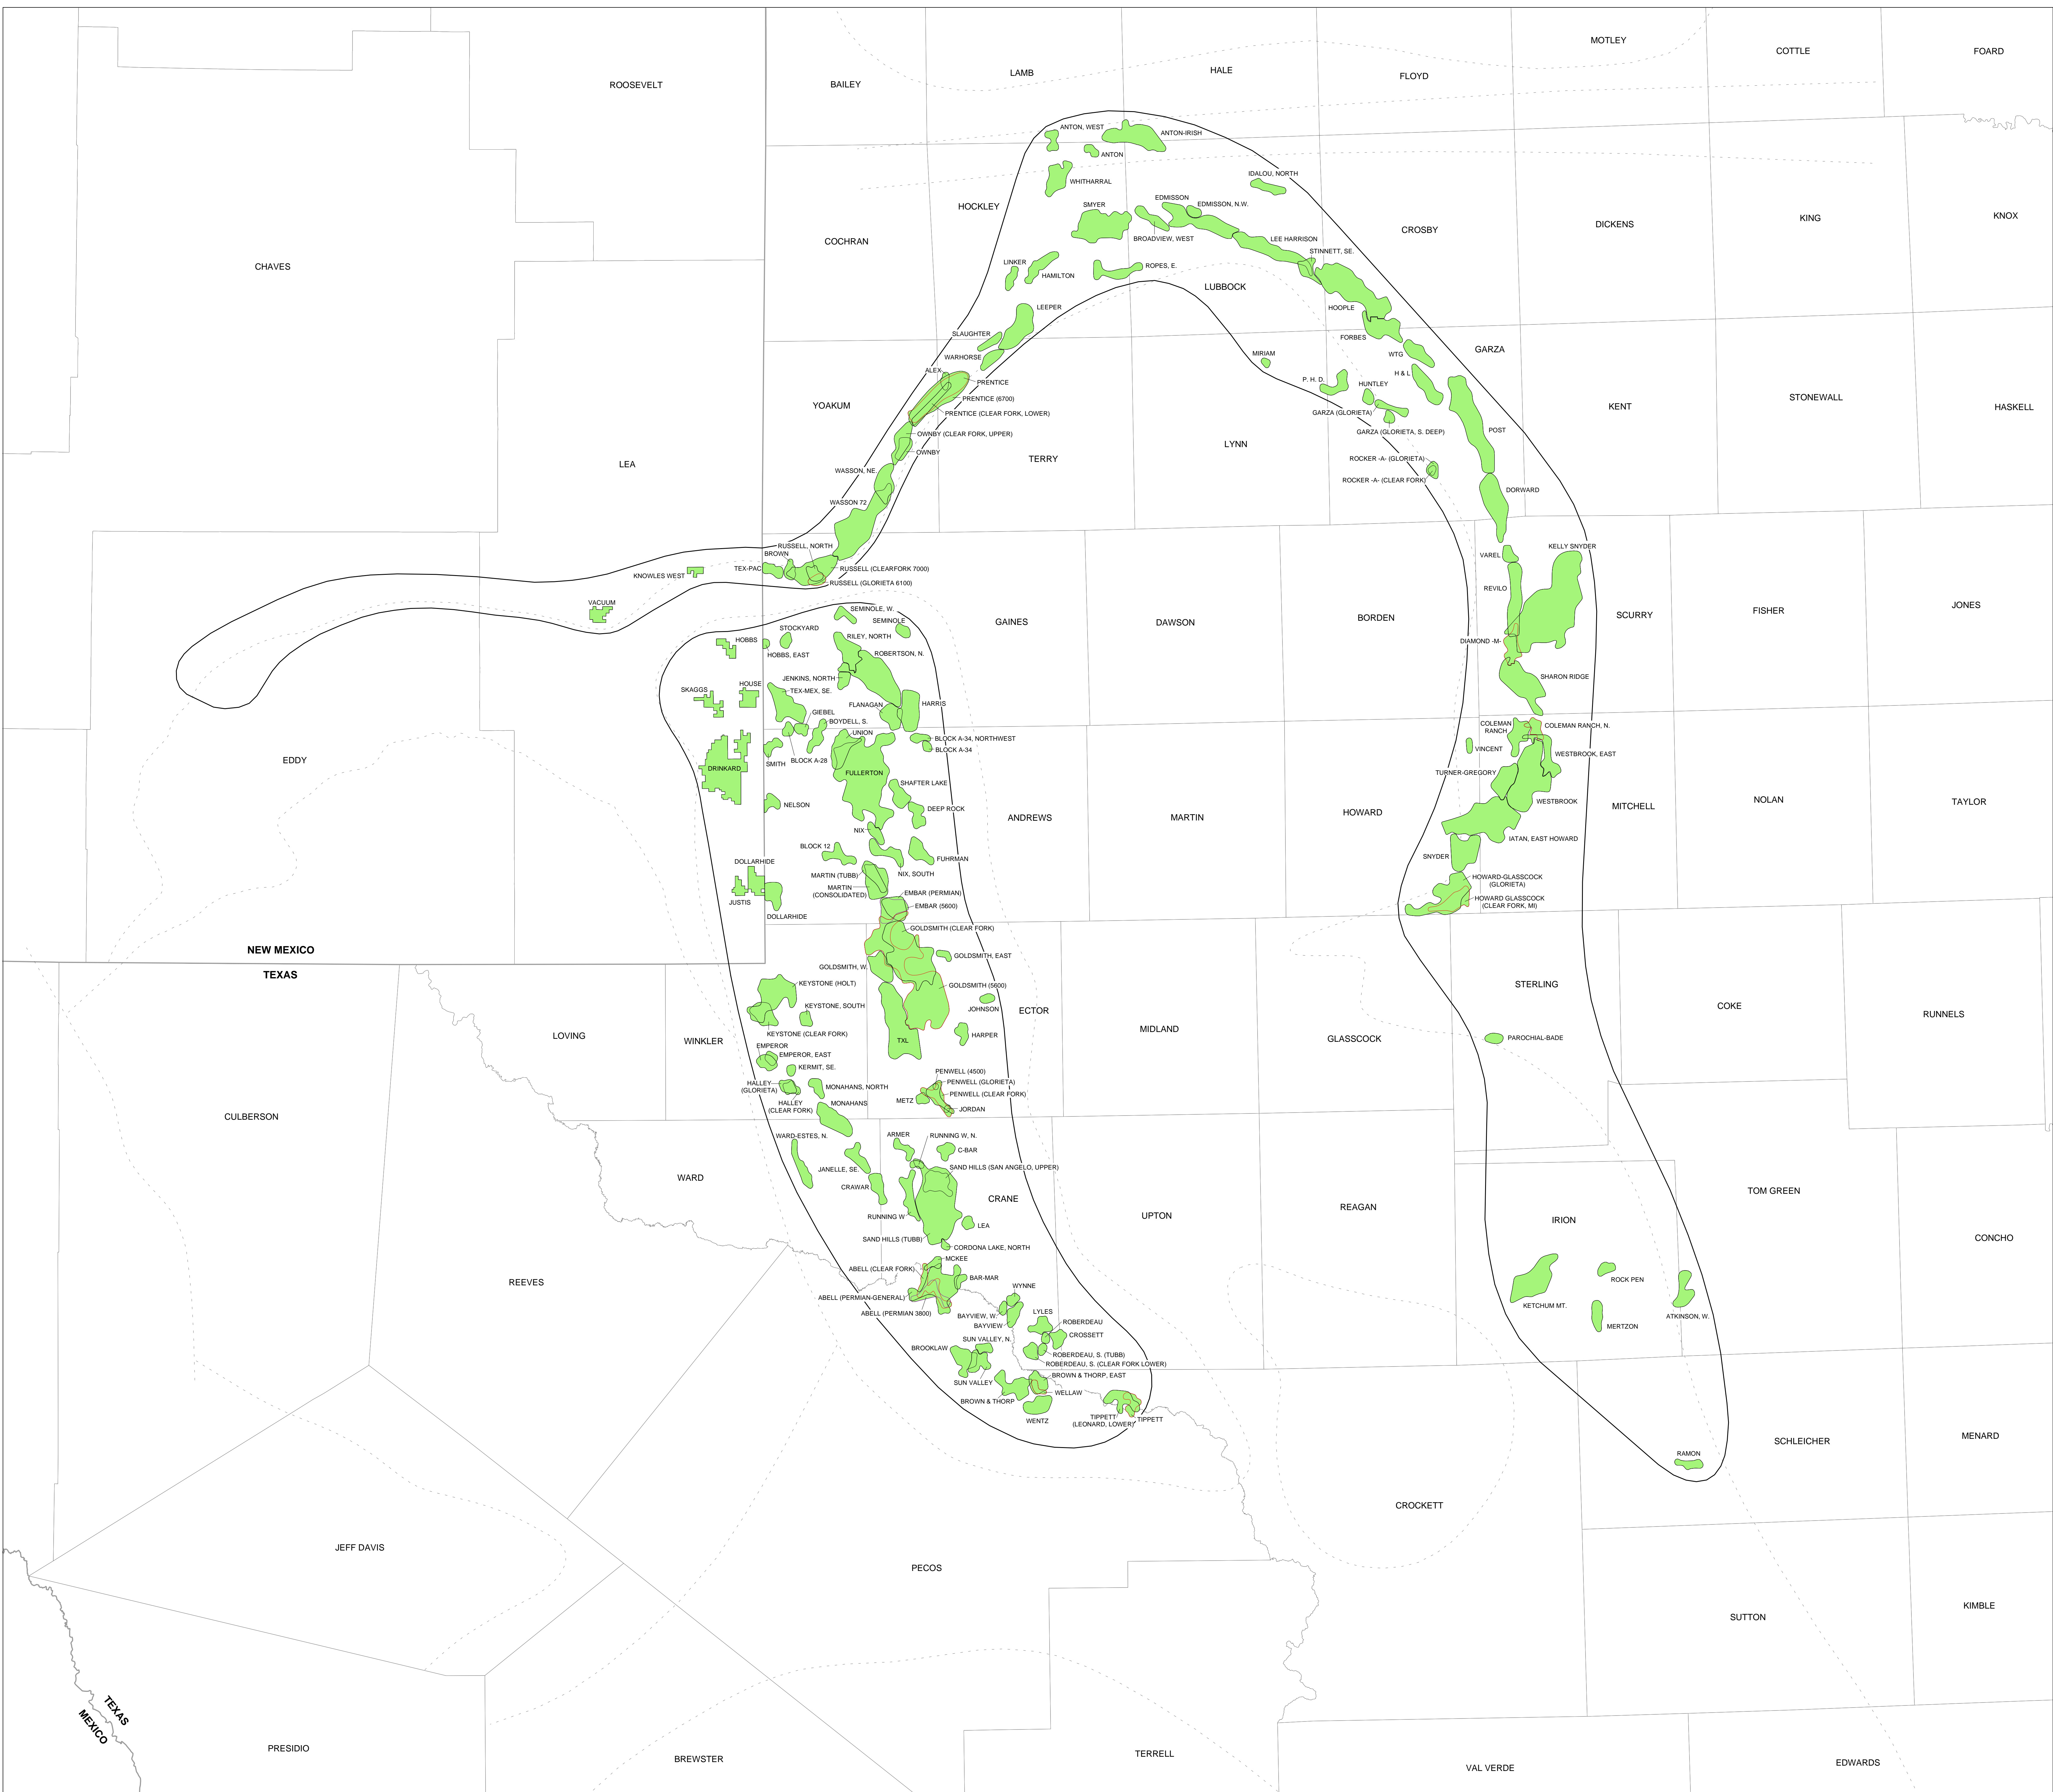 MOTLEY
COTTLE
FOARD
ROOSEVELT
BAILEY
LAMB
HALE
FLOYD
ANTON, WEST
ANTON-IRISH
ANTON
WHITHARRAL
IDALOU, NORTH
HOCKLEY
SMYER
EDMISSON
EDMISSON, N.W.
BROADVIEW, WEST
LEE HARRISON
STINNETT, SE.
CROSBY
DICKENS
KING
KNOX
COCHRAN
CHAVES
LINKER
HAMILTON
ROPES, E.
LUBBOCK
HOOPLE
LEEPER
SLAUGHTER
WARHORSE
FORBES
WTG
GARZA
MIRIAM
ALEX
PRENTICE
PRENTICE (6700)
PRENTICE (CLEAR FORK, LOWER)
P. H. D.
HUNTLEY
H & L
GARZA (GLORIETA)
GARZA (GLORIETA, S. DEEP)
POST
KENT
STONEWALL
HASKELL
YOAKUM
OWNBY (CLEAR FORK, UPPER)
OWNBY
TERRY
LYNN
LEA
WASSON, NE.
WASSON 72
ROCKER -A- (GLORIETA)
ROCKER -A- (CLEAR FORK)
DORWARD
RUSSELL, NORTH
BROWN
TEX-PAC
RUSSELL (CLEARFORK 7000)
RUSSELL (GLORIETA 6100)
KNOWLES WEST
VACUUM
VAREL
KELLY SNYDER
REVILO
SEMINOLE, W.
SEMINOLE
GAINES
DAWSON
BORDEN
SCURRY
FISHER
JONES
STOCKYARD
HOBBS
HOBBS, EAST
RILEY, NORTH
ROBERTSON, N.
DIAMOND -M-
SHARON RIDGE
JENKINS, NORTH
SKAGGS
HOUSE
TEX-MEX, SE.
FLANAGAN
HARRIS
GIEBEL
BOYDELL, S.
UNION
BLOCK A-34, NORTHWEST
BLOCK A-34
COLEMAN
RANCH
COLEMAN RANCH, N.
VINCENT
WESTBROOK, EAST
EDDY
DRINKARD
SMITH
BLOCK A-28
FULLERTON
SHAFTER LAKE
TURNER-GREGORY
WESTBROOK
NELSON
DEEP ROCK
ANDREWS
MARTIN
HOWARD
MITCHELL
NOLAN
TAYLOR
NIX
IATAN, EAST HOWARD
BLOCK 12
FUHRMAN
NIX, SOUTH
SNYDER
DOLLARHIDE
MARTIN (TUBB)
MARTIN
(CONSOLIDATED)
HOWARD-GLASSCOCK
(GLORIETA)
JUSTIS
DOLLARHIDE
EMBAR (PERMIAN)
EMBAR (5600)
HOWARD GLASSCOCK
(CLEAR FORK, MI)
GOLDSMITH (CLEAR FORK)
NEW MEXICO
TEXAS
GOLDSMITH, W.
GOLDSMITH, EAST
GOLDSMITH (5600)
KEYSTONE (HOLT)
KEYSTONE, SOUTH
KEYSTONE (CLEAR FORK)
JOHNSON
ECTOR
HARPER
STERLING
COKE
RUNNELS
LOVING
WINKLER
TXL
MIDLAND
GLASSCOCK
PAROCHIAL-BADE
EMPEROR
EMPEROR, EAST
KERMIT, SE.
PENWELL (4500)
HALLEY
(GLORIETA)
MONAHANS, NORTH
PENWELL (GLORIETA)
PENWELL (CLEAR FORK)
HALLEY
(CLEAR FORK)
MONAHANS
METZ
JORDAN
CULBERSON
WARD-ESTES, N.
ARMER
RUNNING W, N.
C-BAR
JANELLE, SE.
SAND HILLS (SAN ANGELO, UPPER)
WARD
CRAWAR
CRANE
RUNNING W
LEA
UPTON
REAGAN
IRION
TOM GREEN
CONCHO
SAND HILLS (TUBB)
CORDONA LAKE, NORTH
MCKEE
ABELL (CLEAR FORK)
BAR-MAR
REEVES
WYNNE
ROCK PEN
ABELL (PERMIAN-GENERAL)
ABELL (PERMIAN 3800)
KETCHUM MT.
MERTZON
ATKINSON, W.
BAYVIEW, W.
BAYVIEW
LYLES
ROBERDEAU
CROSSETT
SUN VALLEY, N.
BROOKLAW
ROBERDEAU, S. (TUBB)
ROBERDEAU, S. (CLEAR FORK LOWER)
SUN VALLEY
BROWN & THORP, EAST
WELLAW
BROWN & THORP
WENTZ
TIPPETT
(LEONARD, LOWER)
TIPPETT
SCHLEICHER
MENARD
RAMON
CROCKETT
JEFF DAVIS
PECOS
SUTTON
KIMBLE
TEXAS
MEXICO
PRESIDIO
BREWSTER
TERRELL
VAL VERDE
EDWARDS